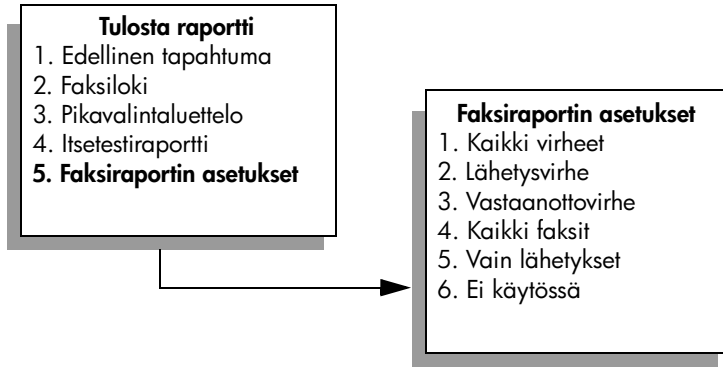 Tulosta raportti
1. Edellinen tapahtuma
2. Faksiloki
3. Pikavalintaluettelo
4. Itsetestiraportti
5. Faksiraportin asetukset
Faksiraportin asetukset
1. Kaikki virheet
2. Lähetysvirhe
3. Vastaanottovirhe
4. Kaikki faksit
5. Vain lähetykset
6. Ei käytössä